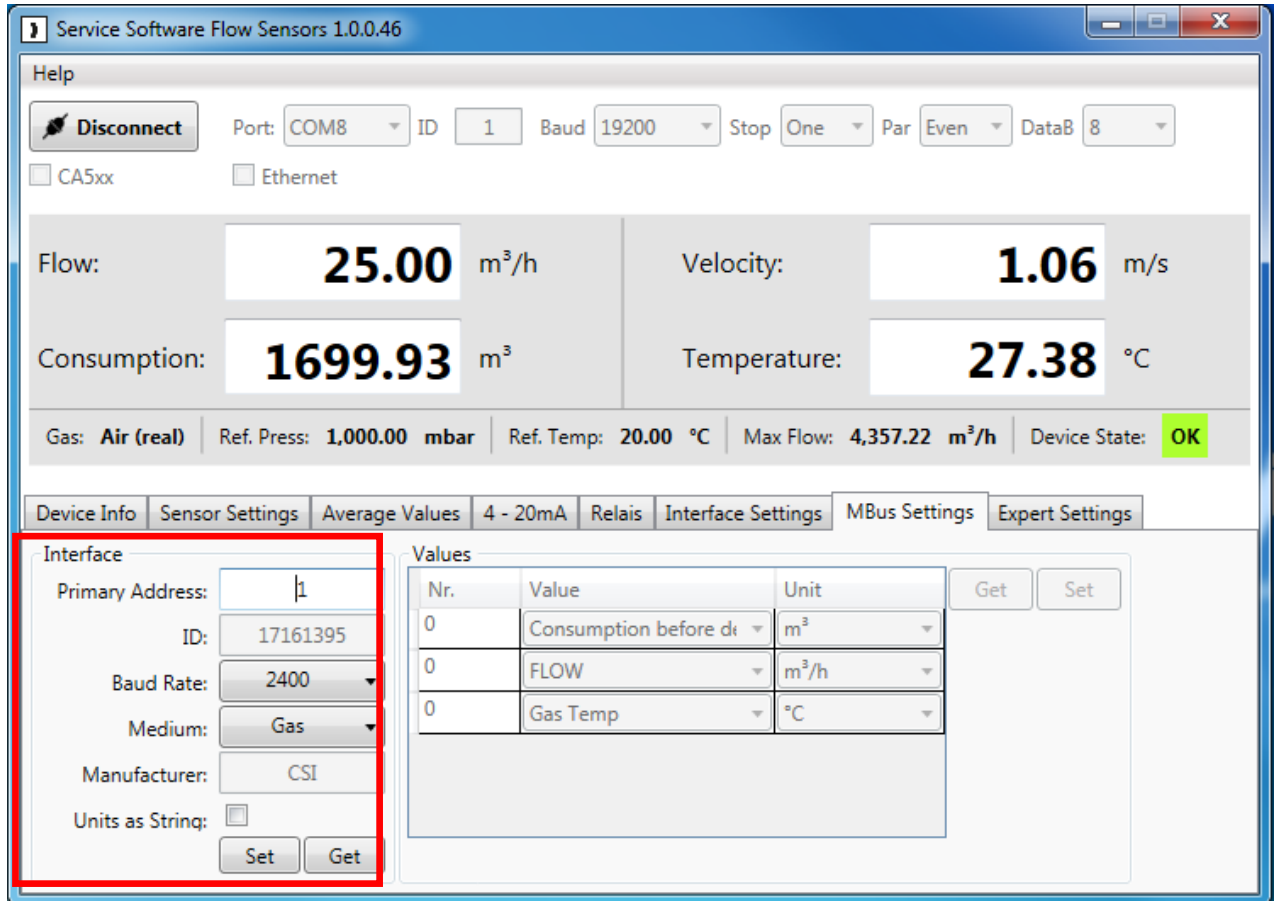 Service Software Flow Sensors 1.0.0.46
Help
Disconnect Port: COM8 ID 1 Baud 19200 Stop One Par Even DataB 8
CA5xx Ethernet
Flow: 25.00 m³/h Velocity: 1.06 m/s
Consumption: 1699.93 m³ Temperature: 27.38 °C
Gas: Air (real) Ref. Press: 1,000.00 mbar Ref. Temp: 20.00 °C Max Flow: 4,357.22 m³/h Device State: OK
Device Info Sensor Settings Average Values 4 - 20mA Relais Interface Settings MBus Settings Expert Settings
Interface
Primary Address: 1
ID: 17161395
Baud Rate: 2400
Medium: Gas
Manufacturer: CSI
Units as String:
Set Get
Values
Nr. Value Unit Get Set
0 Consumption before de m³
0 FLOW m³/h
0 Gas Temp °C